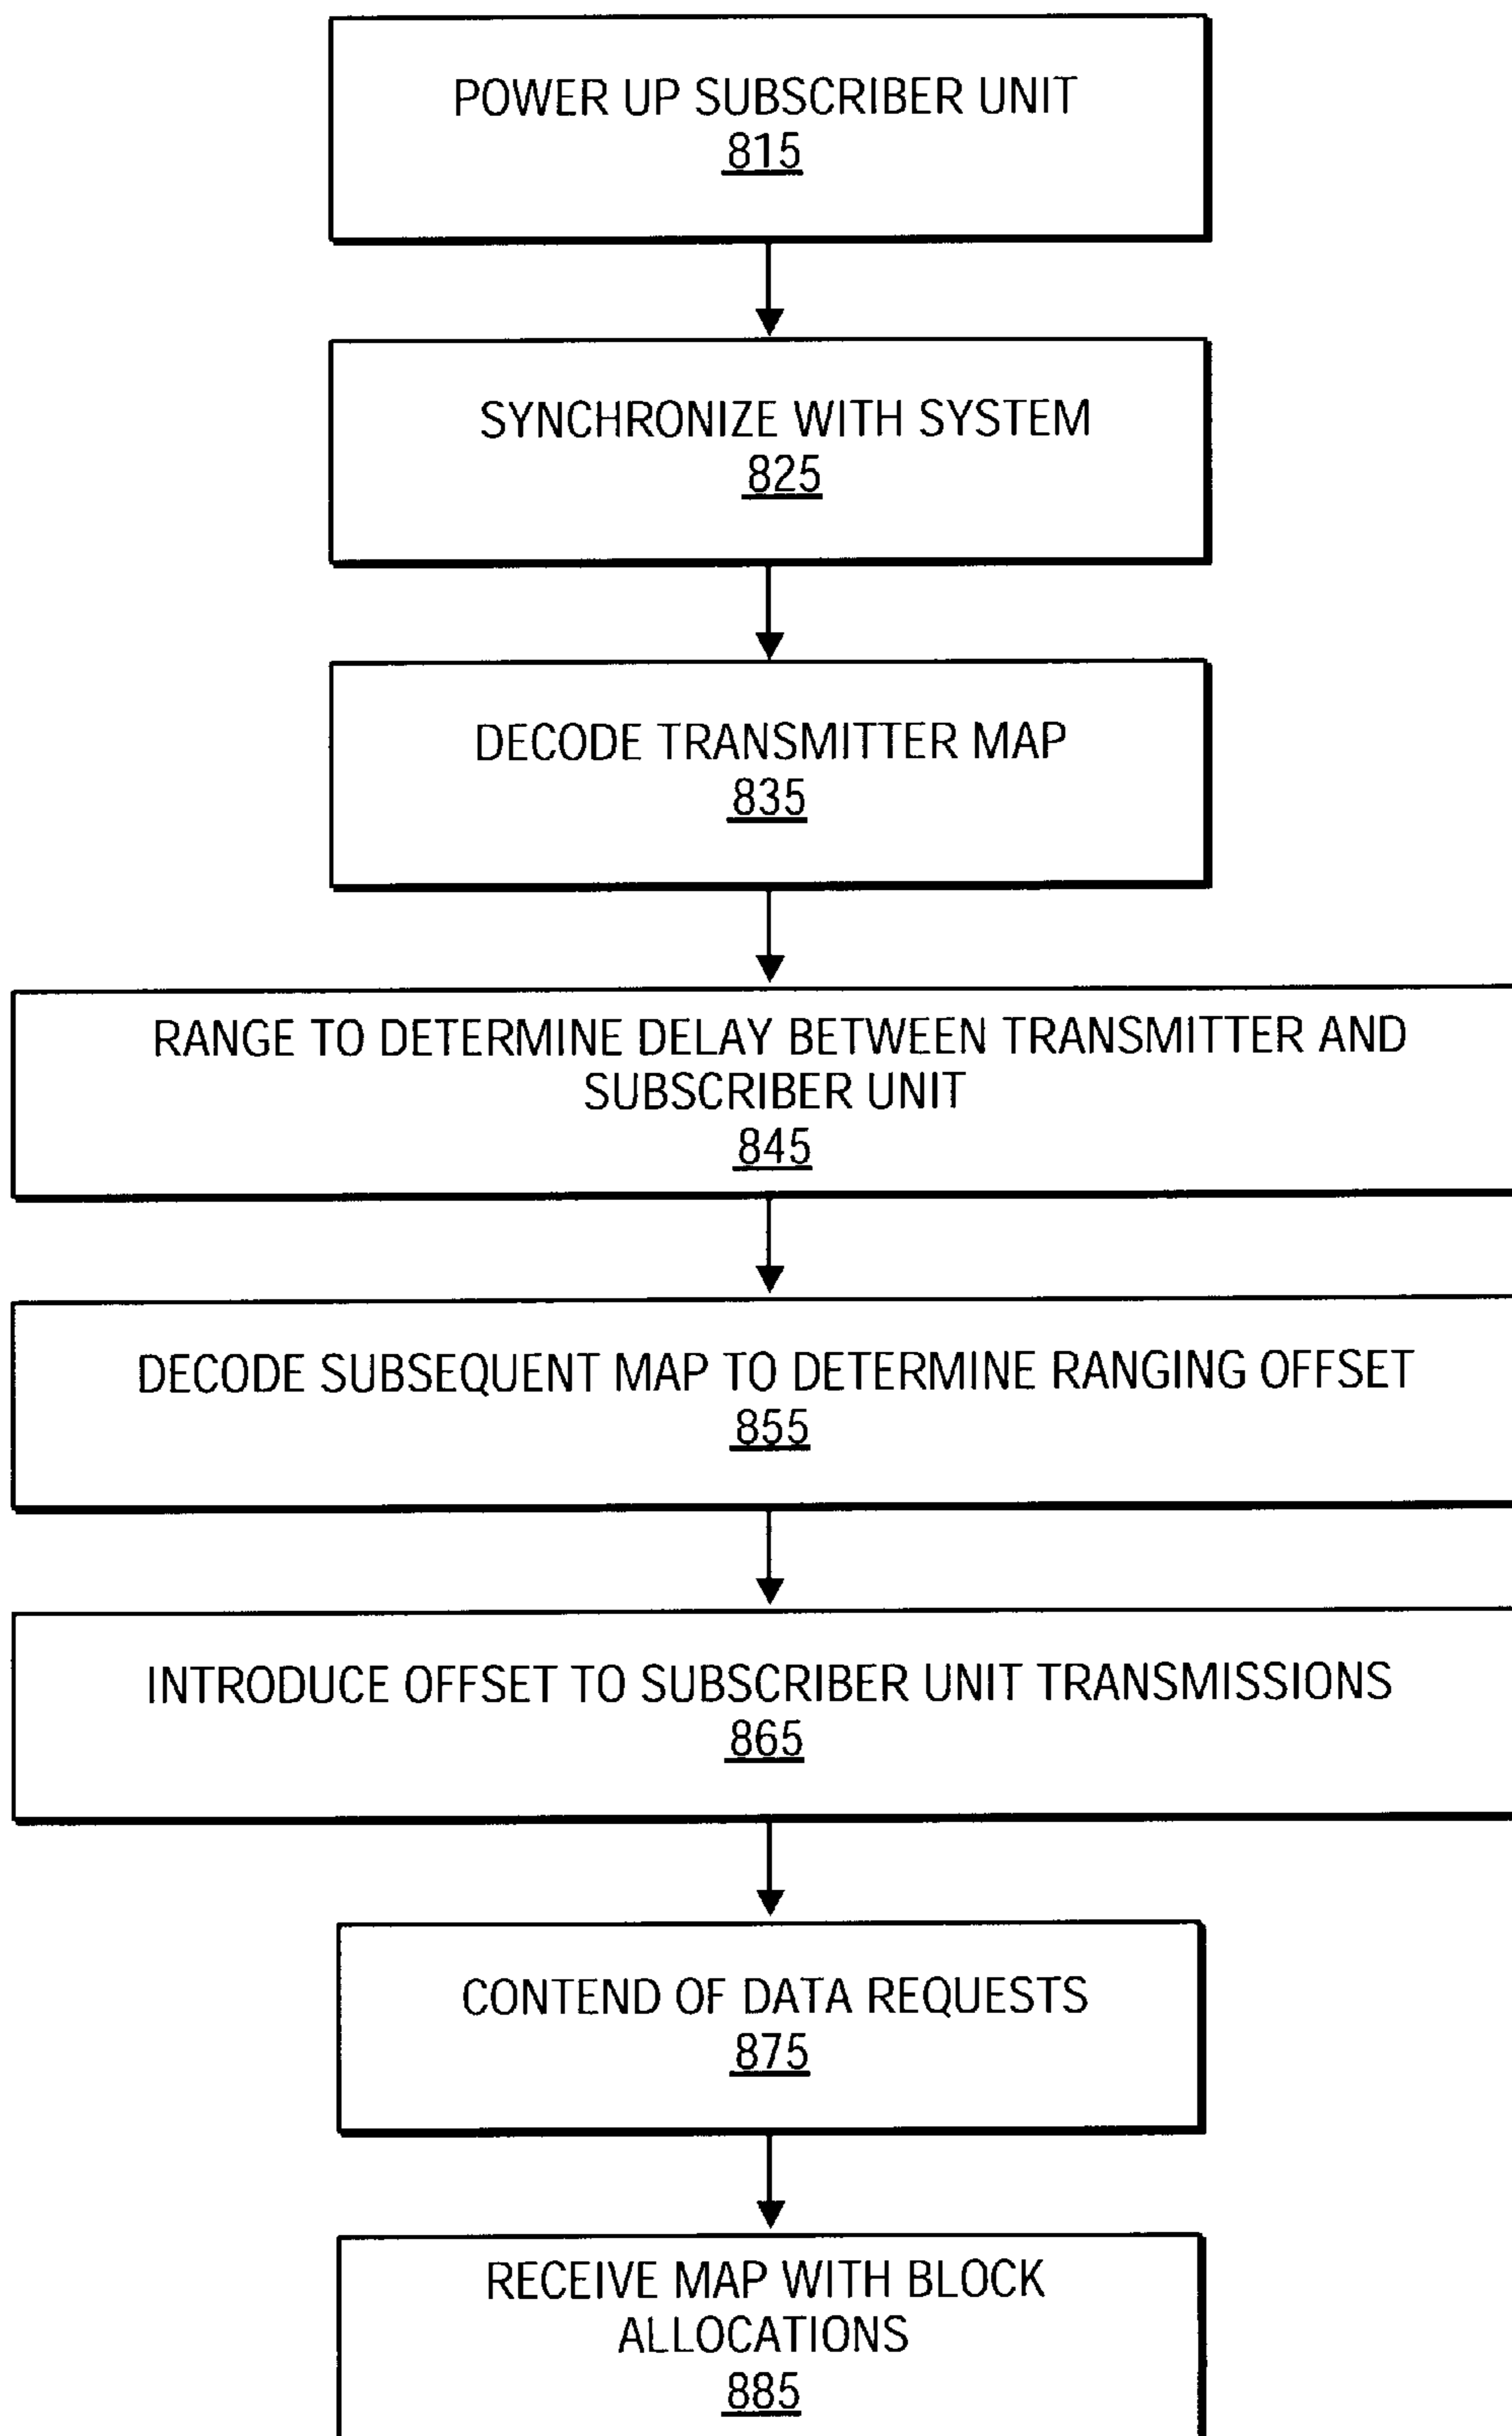 POWER UP SUBSCRIBER UNIT
815
SYNCHRONIZE WITH SYSTEM
825
DECODE TRANSMITTER MAP
835
RANGE TO DETERMINE DELAY BETWEEN TRANSMITTER AND
SUBSCRIBER UNIT
845
DECODE SUBSEQUENT MAP TO DETERMINE RANGING OFFSET
855
INTRODUCE OFFSET TO SUBSCRIBER UNIT TRANSMISSIONS
865
CONTEND OF DATA REQUESTS
875
RECEIVE MAP WITH BLOCK
ALLOCATIONS
885